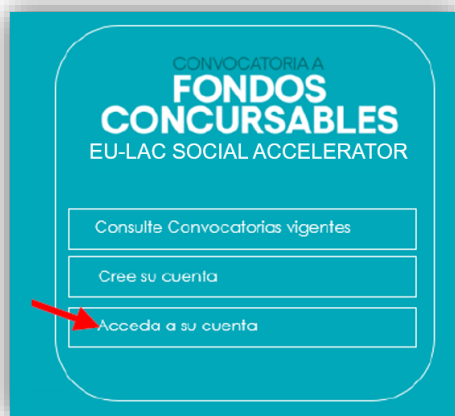 CONVOCATORIA A
FONDOS
CONCURSABLES
EU-LAC SOCIAL ACCELERATOR
Consulte Convocatorias vigentes
Cree su cuenta
Acceda a su cuenta